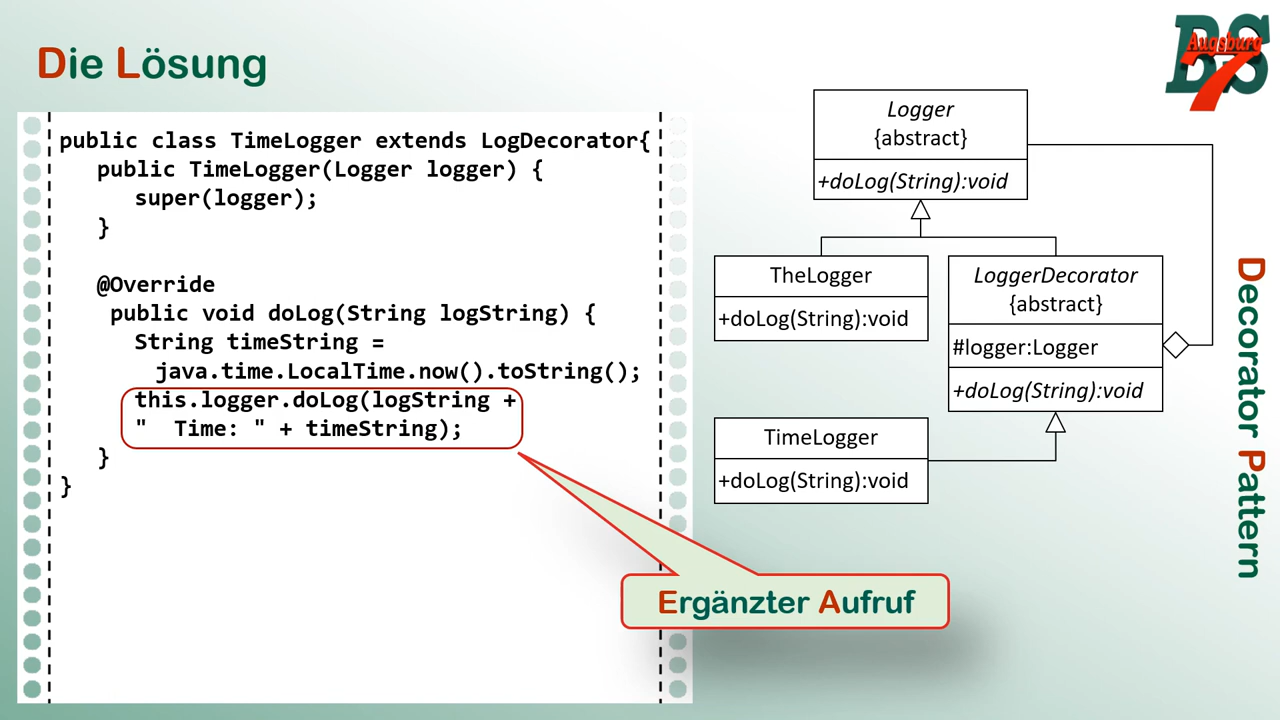 Die Lösung
BS
Augsburg
7
public class TimeLogger extends LogDecorator{
public TimeLogger(Logger logger) {
super(logger);
}
@Override
public void doLog(String logString) {
String timeString =
java.time.LocalTime.now().toString();
this.logger.doLog(logString +
"  Time: " + timeString);
}
}
Ergänzter Aufruf
Logger
{abstract}
+doLog(String):void
TheLogger
+doLog(String):void
LoggerDecorator
{abstract}
#logger:Logger
+doLog(String):void
TimeLogger
+doLog(String):void
Decorator Pattern